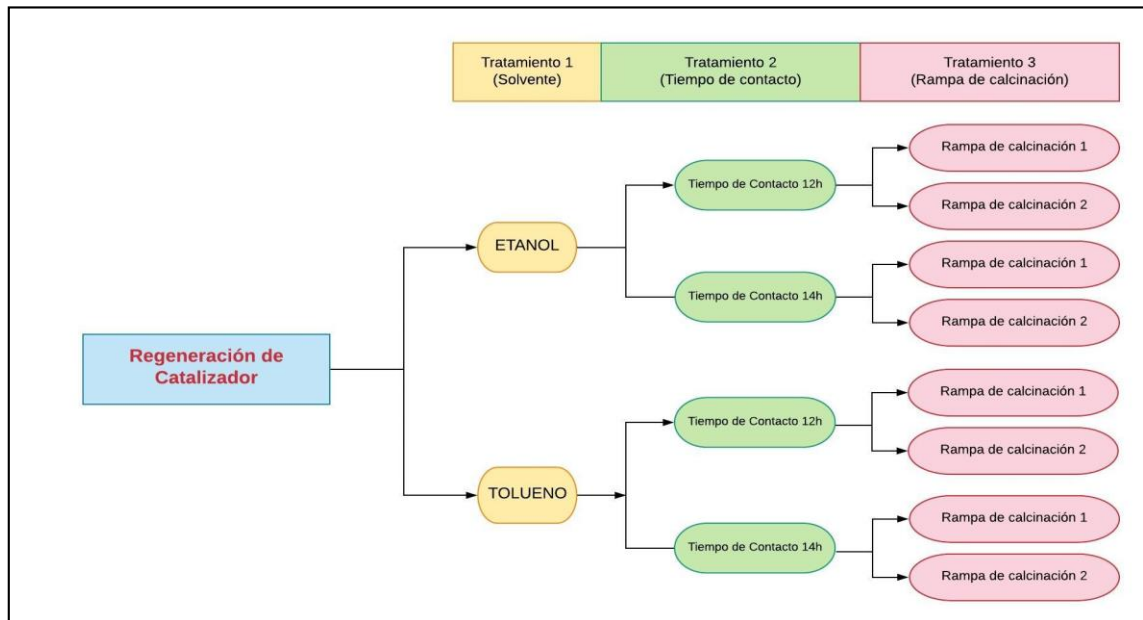 Tratamiento 1
(Solvente)
Tratamiento 2
(Tiempo de contacto)
Tratamiento 3
(Rampa de calcinación)
Regeneración de
Catalizador
ETANOL
Tiempo de Contacto 12h
Rampa de calcinación 1
Rampa de calcinación 2
Tiempo de Contacto 14h
Rampa de calcinación 1
Rampa de calcinación 2
TOLUENO
Tiempo de Contacto 12h
Rampa de calcinación 1
Rampa de calcinación 2
Tiempo de Contacto 14h
Rampa de calcinación 1
Rampa de calcinación 2